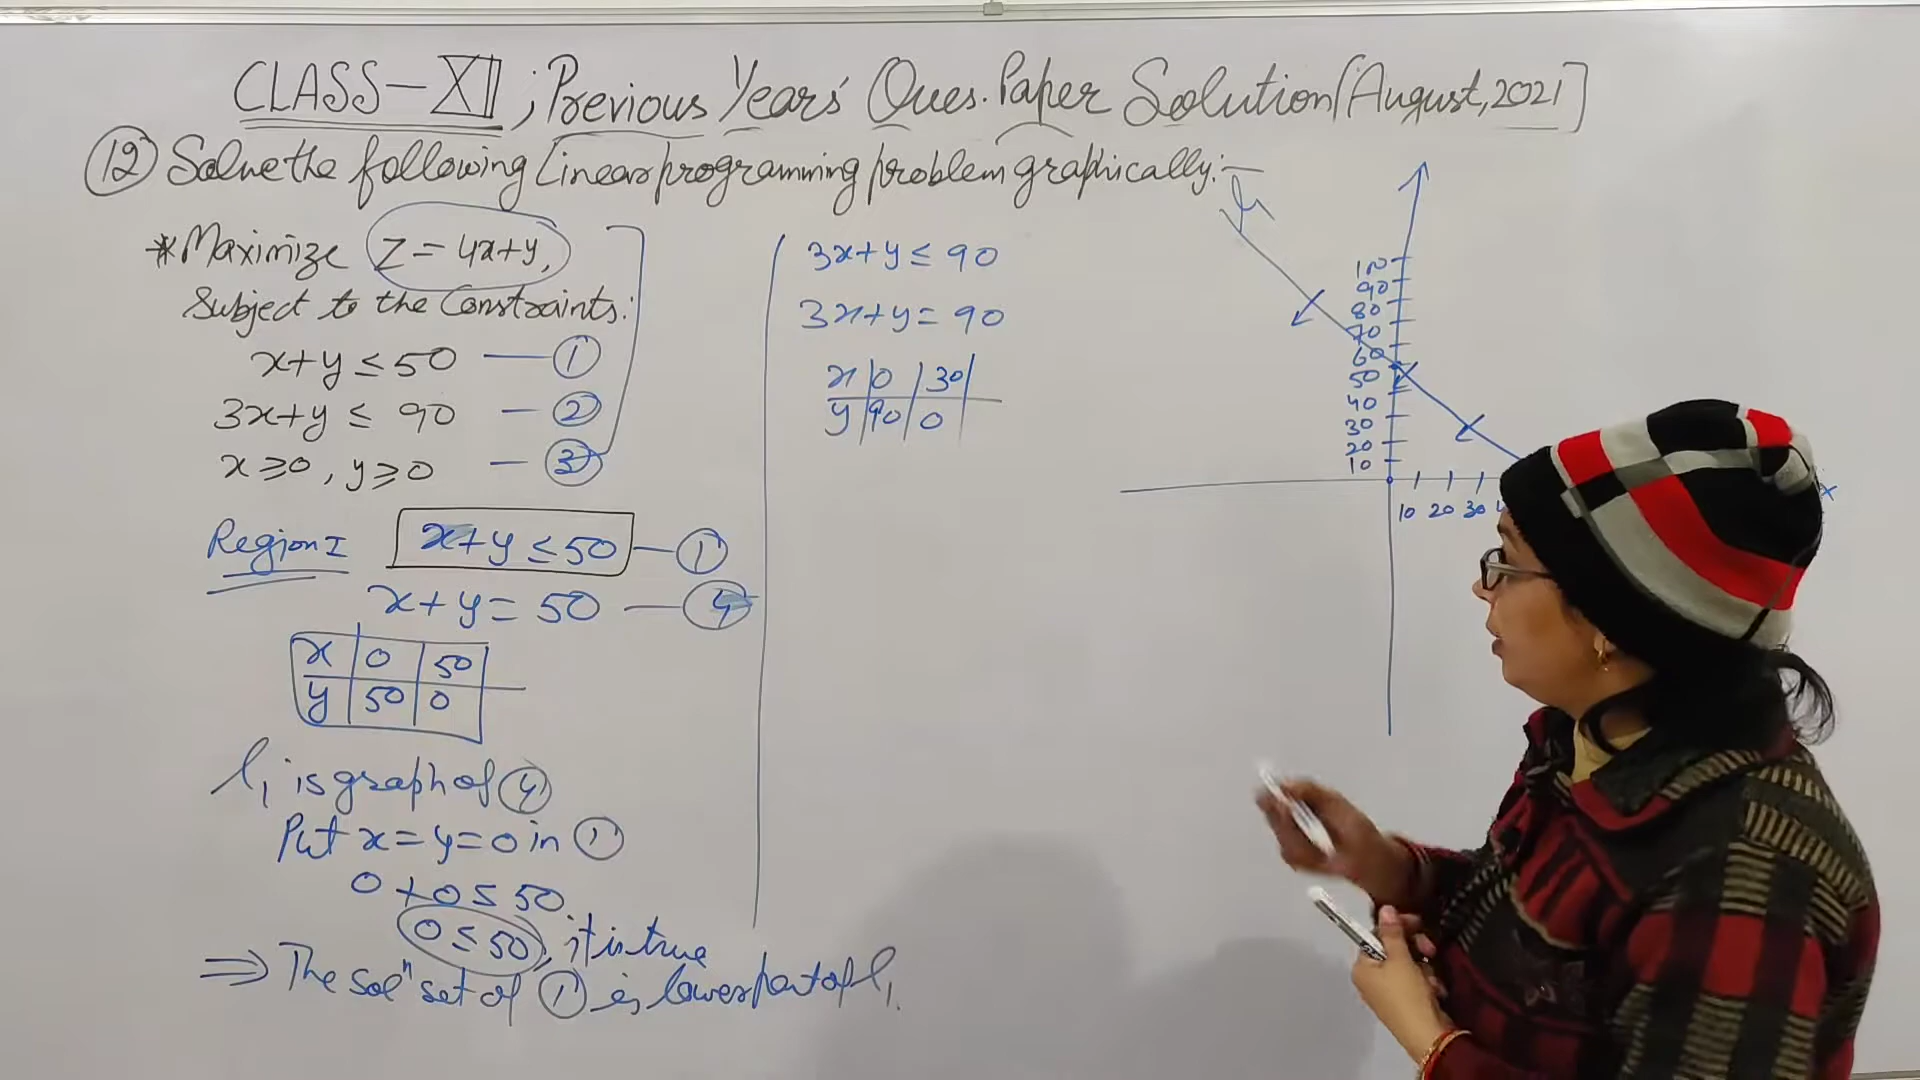 CLASS-XII; Previous Years' Ques. Paper Solution [August, 2021]
(12) Solve the following Linear programming problem graphically:-
*Maximize Z = 4x+y,
Subject to the Constraints:
x+y ≤ 50 — (1)
3x+y ≤ 90 — (2)
x ≥ 0, y ≥ 0 — (3)
Region I x+y ≤ 50 — (1)
x+y = 50 — (4)
x | 0 | 50
y | 50 | 0
l₁ is graph of (4)
Put x = y = 0 in (1)
0 + 0 ≤ 50
0 ≤ 50, it is true
⇒ The solⁿ set of (1) is lower part of l₁.
3x+y ≤ 90
3x+y = 90
x | 0 | 30
y | 90 | 0
l₁
100
90
80
70
60
50
40
30
20
10
10 20 30
x